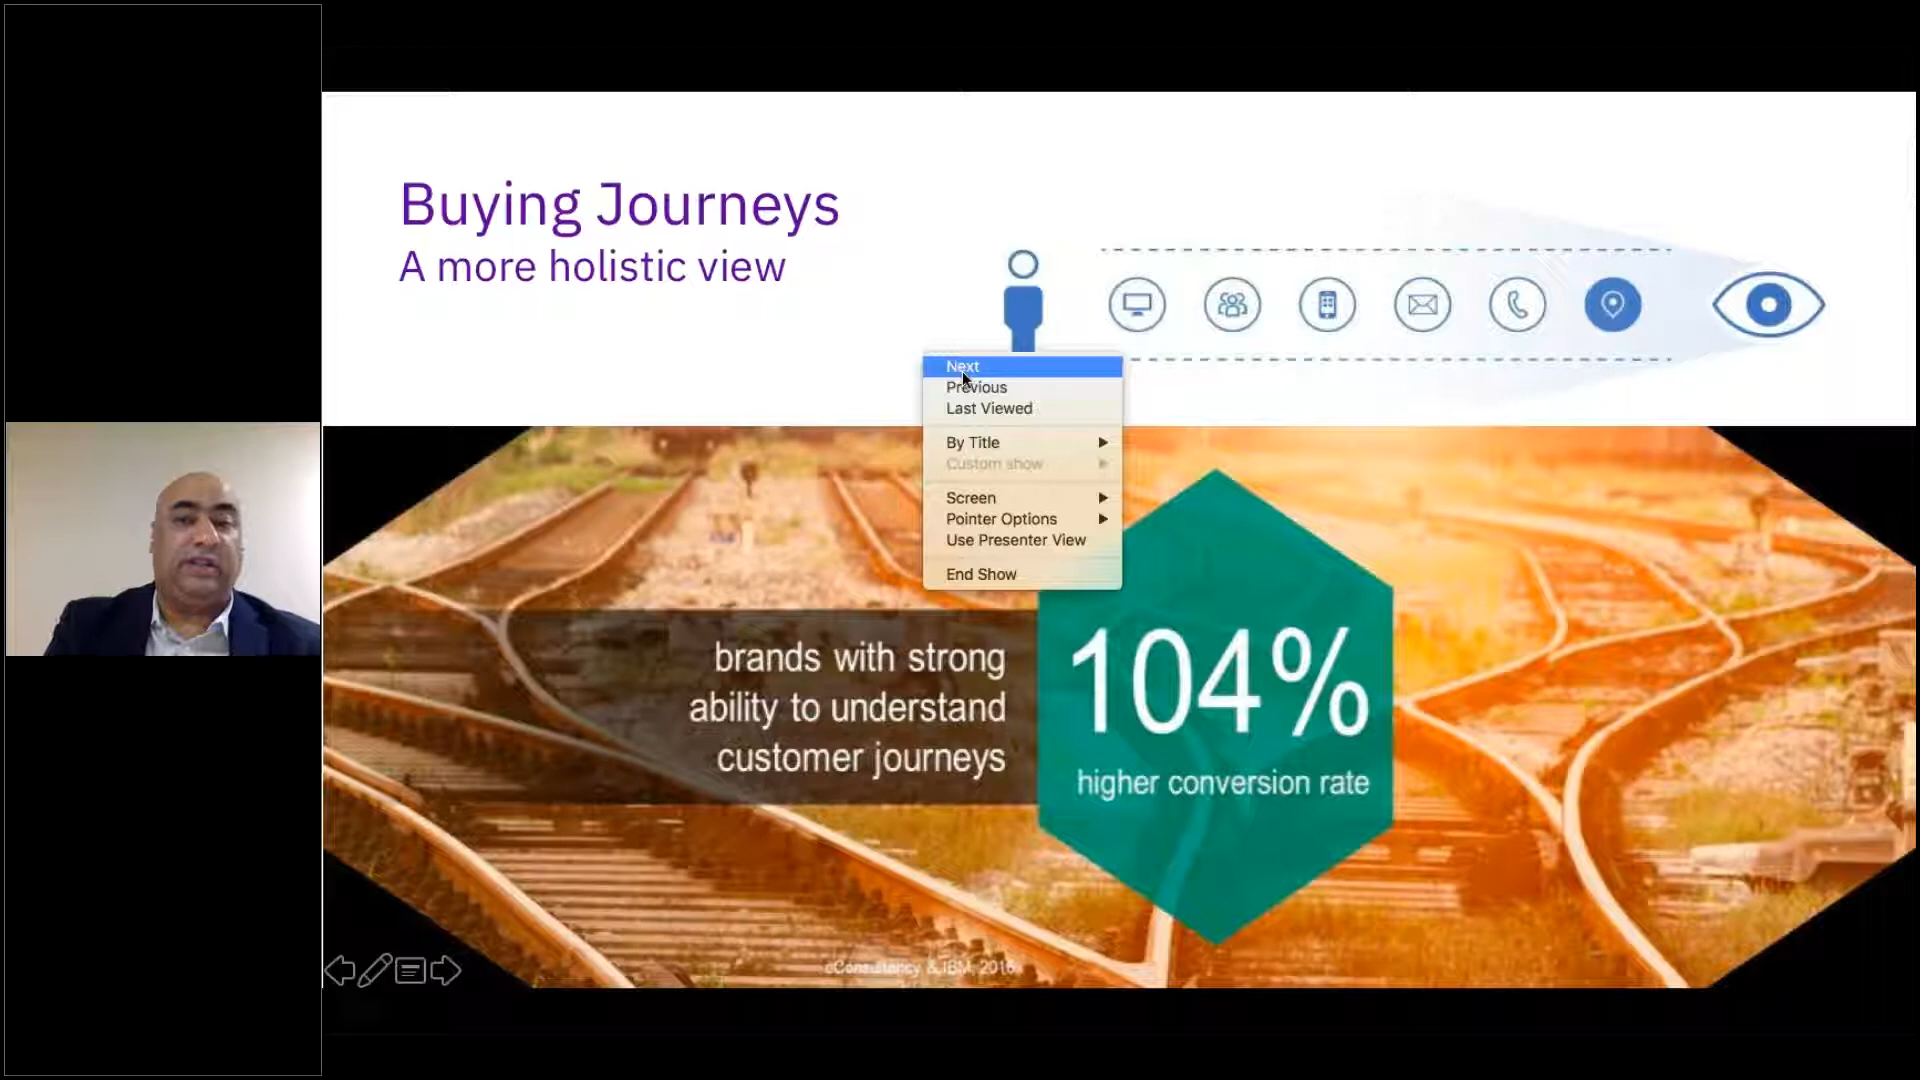 Buying Journeys
A more holistic view
Next
Previous
Last Viewed
By Title
Custom show
Screen
Pointer Options
Use Presenter View
End Show
brands with strong
ability to understand
customer journeys
104%
higher conversion rate
eConsultancy & IBM, 2016